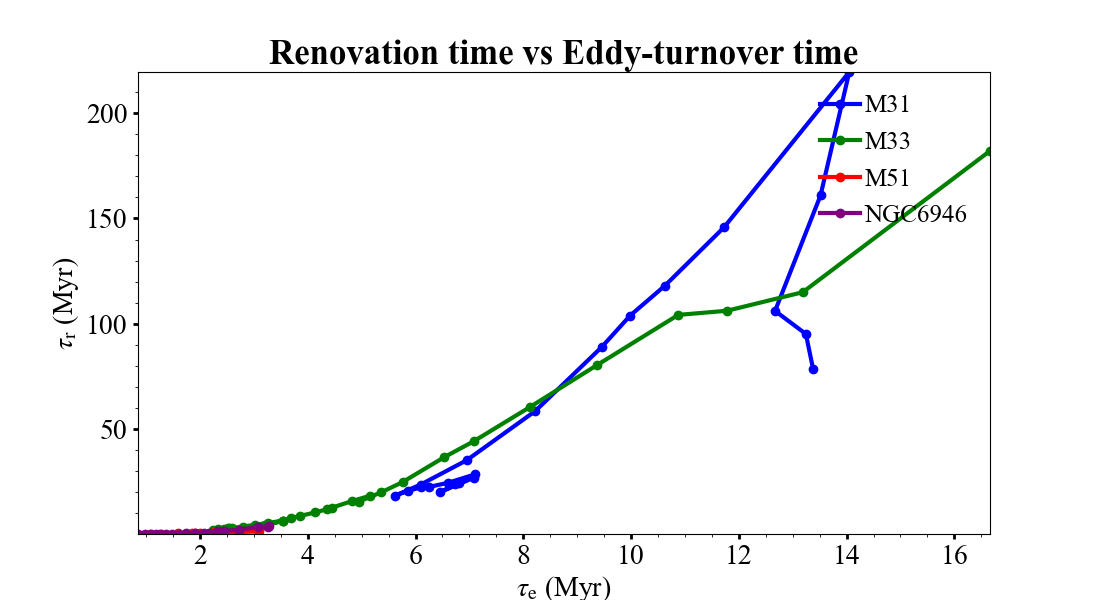 Renovation time vs Eddy-turnover time
τr (Myr)
200
150
100
50
M31
M33
M51
NGC6946
2 4 6 8 10 12 14 16
τe (Myr)